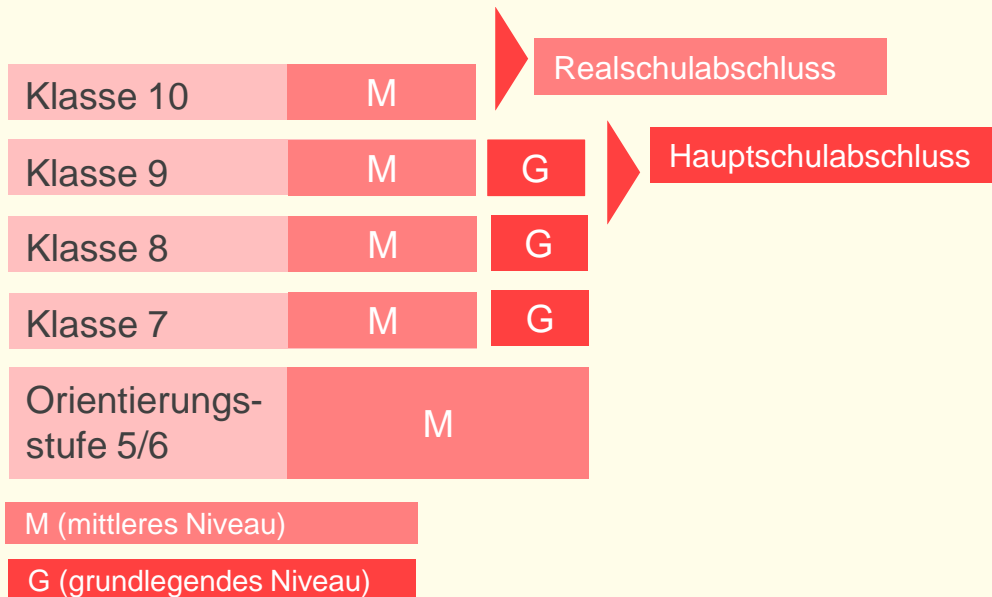 Realschulabschluss
Klasse 10 M
Klasse 9 M G
Hauptschulabschluss
Klasse 8 M G
Klasse 7 M G
Orientierungs-
stufe 5/6
M
M (mittleres Niveau)
G (grundlegendes Niveau)